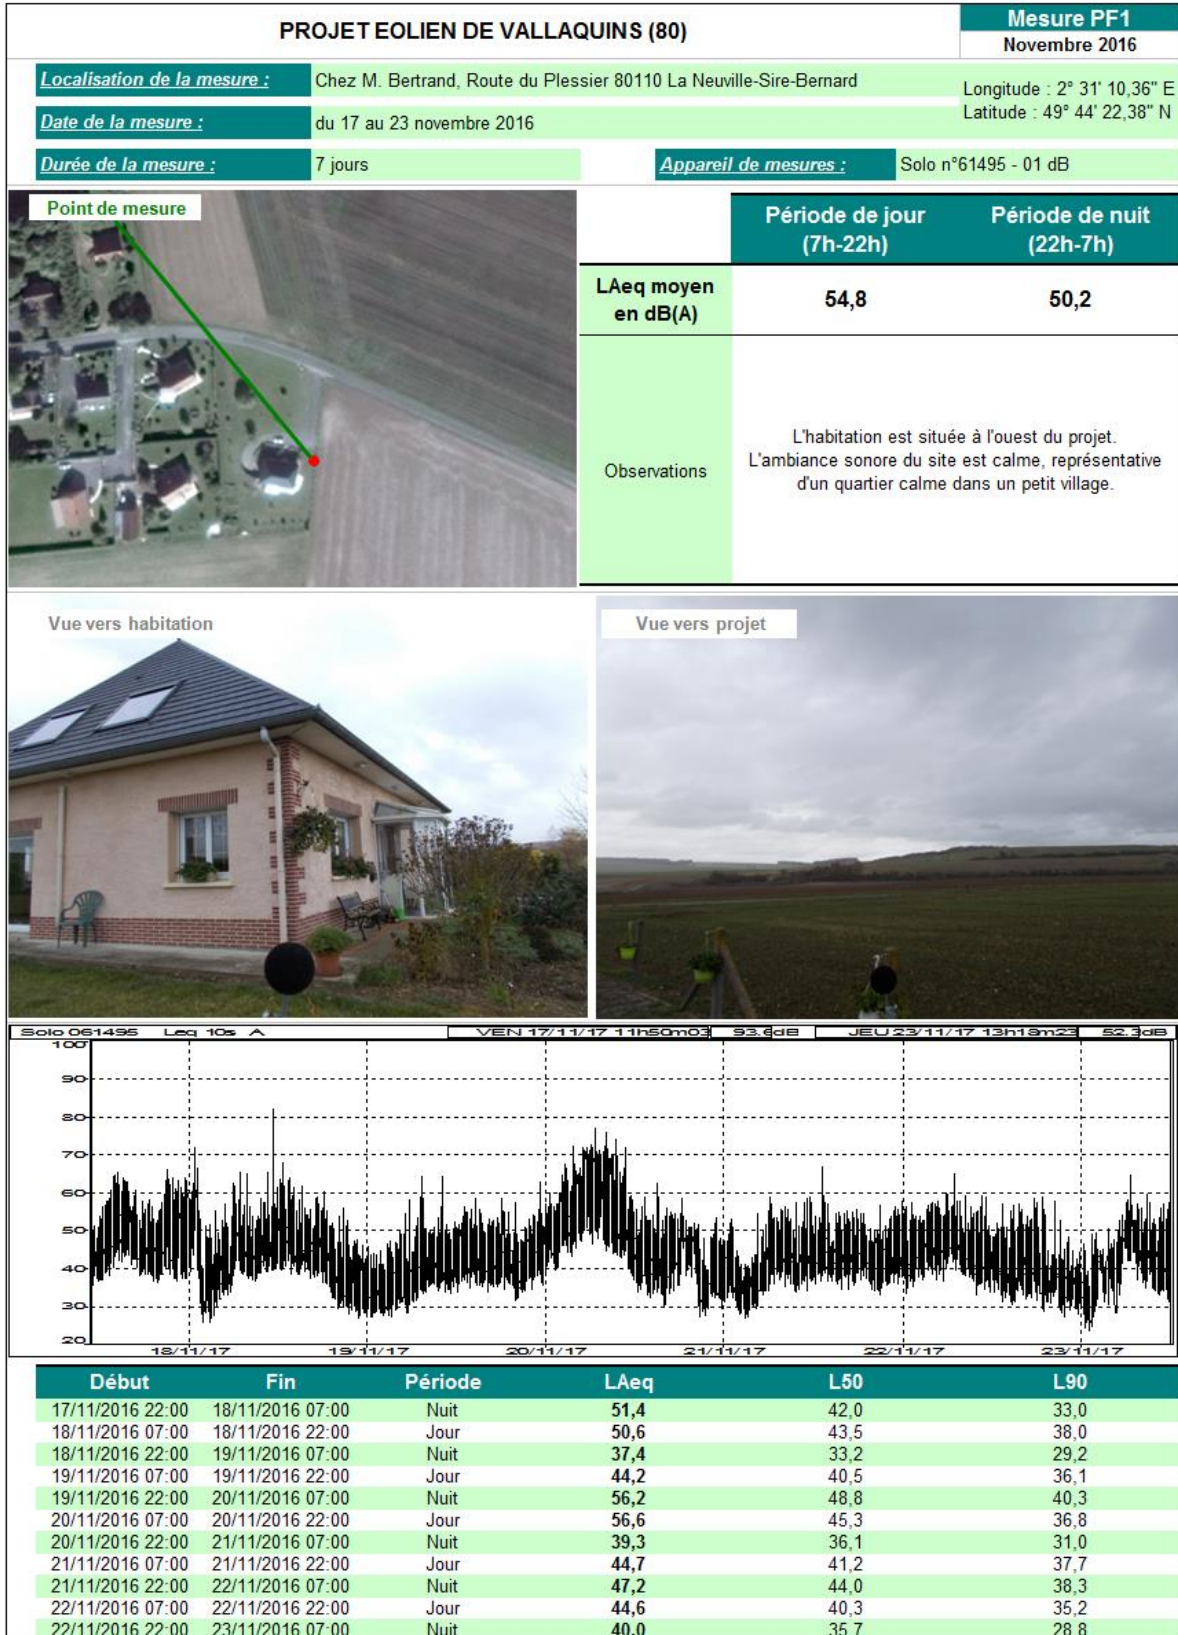 PROJET EOLIEN DE VALLAQUINS (80)
Mesure PF1
Novembre 2016
Localisation de la mesure :
Chez M. Bertrand, Route du Plessier 80110 La Neuville-Sire-Bernard
Longitude : 2° 31' 10,36" E
Latitude : 49° 44' 22,38" N
Date de la mesure :
du 17 au 23 novembre 2016
Durée de la mesure :
7 jours
Appareil de mesures :
Solo n°61495 - 01 dB
Point de mesure
Période de jour
(7h-22h)
Période de nuit
(22h-7h)
LAeq moyen
en dB(A)
54,8
50,2
Observations
L'habitation est située à l'ouest du projet.
L'ambiance sonore du site est calme, représentative
d'un quartier calme dans un petit village.
Vue vers habitation
Vue vers projet
Solo 061495 Leq 10s A VEN 17/11/17 11h50m03 93.6dB JEU 23/11/17 13h18m23 52.3dB
100
90
80
70
60
50
40
30
20
18/11/17 19/11/17 20/11/17 21/11/17 22/11/17 23/11/17
Début Fin Période LAeq L50 L90
17/11/2016 22:00 18/11/2016 07:00 Nuit 51,4 42,0 33,0
18/11/2016 07:00 18/11/2016 22:00 Jour 50,6 43,5 38,0
18/11/2016 22:00 19/11/2016 07:00 Nuit 37,4 33,2 29,2
19/11/2016 07:00 19/11/2016 22:00 Jour 44,2 40,5 36,1
19/11/2016 22:00 20/11/2016 07:00 Nuit 56,2 48,8 40,3
20/11/2016 07:00 20/11/2016 22:00 Jour 56,6 45,3 36,8
20/11/2016 22:00 21/11/2016 07:00 Nuit 39,3 36,1 31,0
21/11/2016 07:00 21/11/2016 22:00 Jour 44,7 41,2 37,7
21/11/2016 22:00 22/11/2016 07:00 Nuit 47,2 44,0 38,3
22/11/2016 07:00 22/11/2016 22:00 Jour 44,6 40,3 35,2
22/11/2016 22:00 23/11/2016 07:00 Nuit 40,0 35,7 28,8